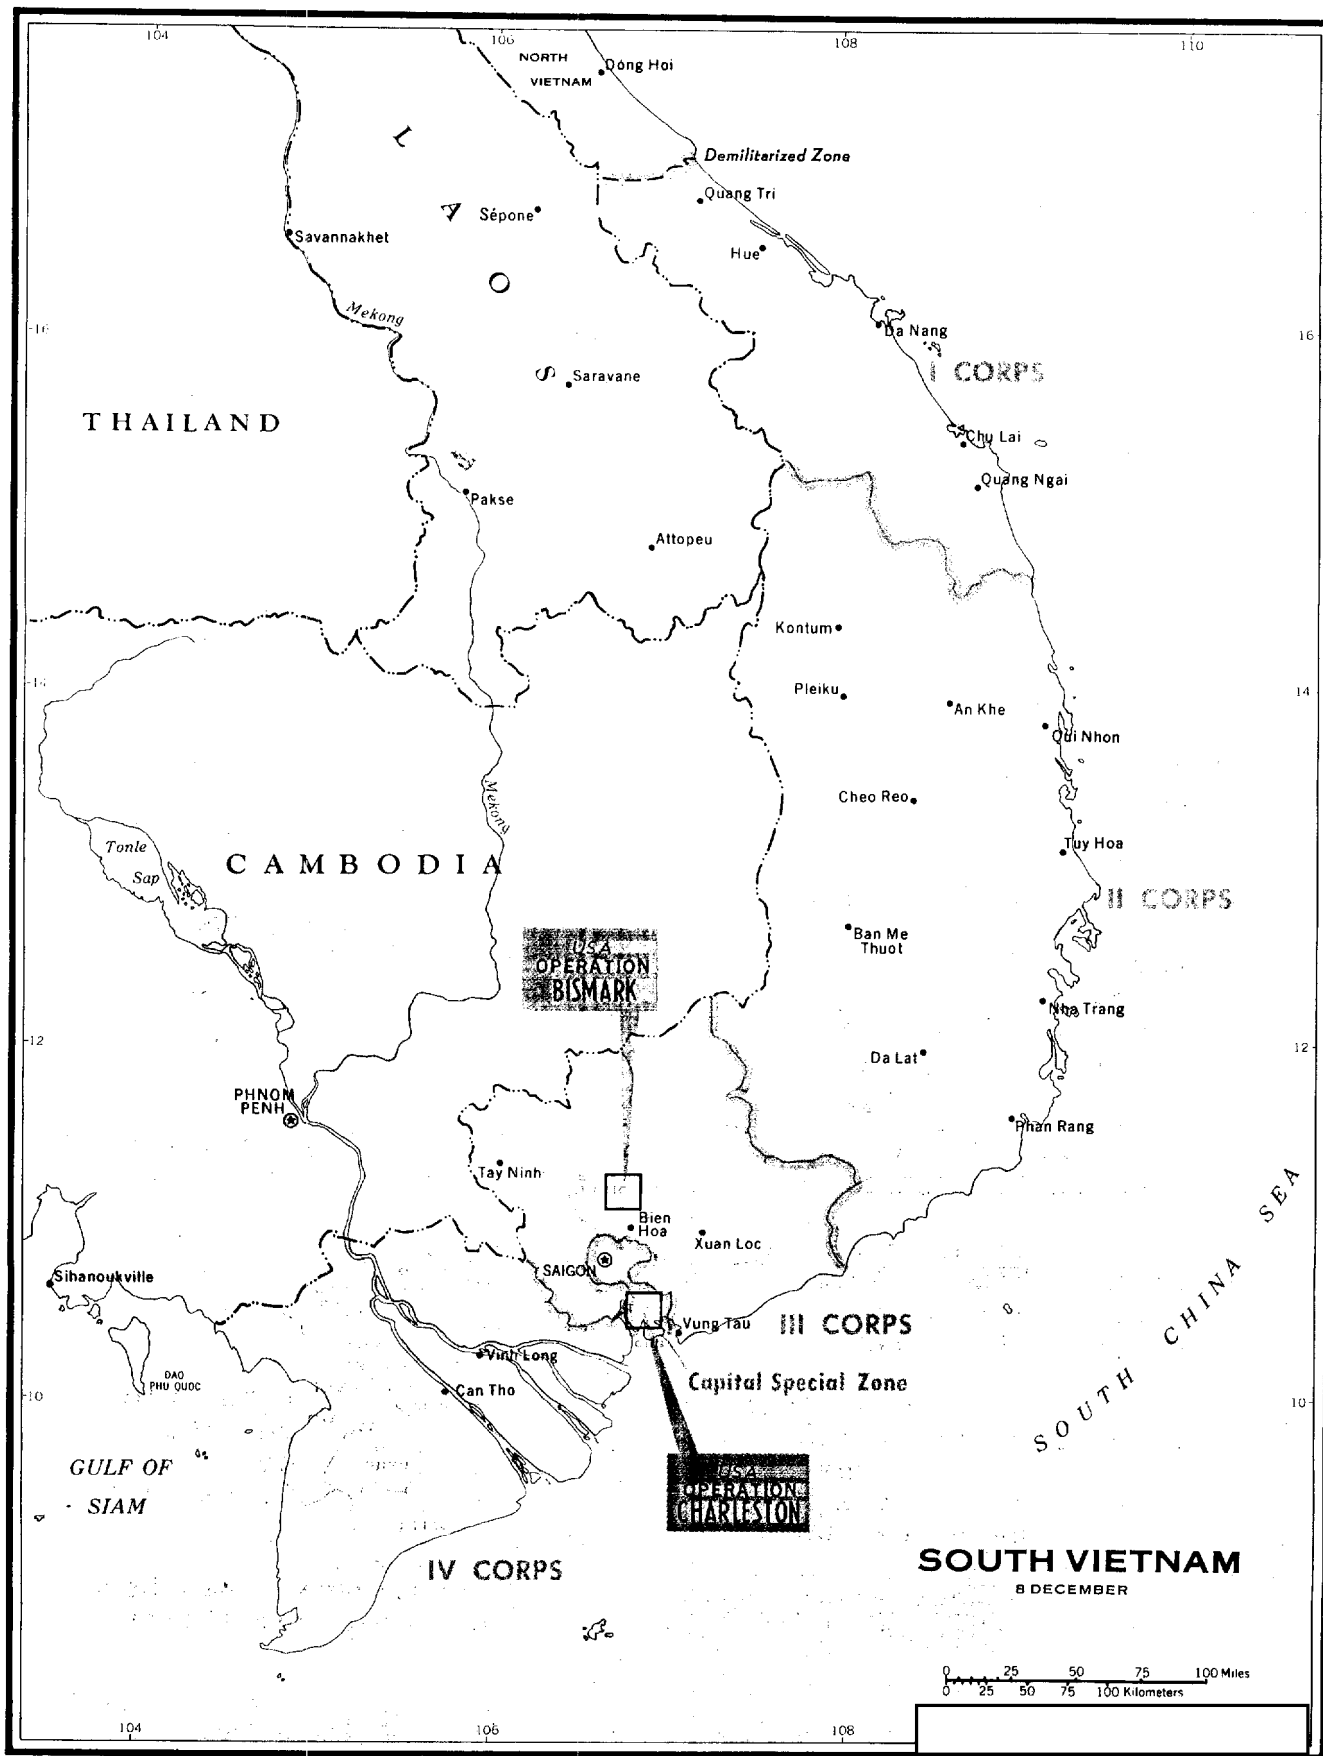 104
106
108
110
NORTH
VIETNAM
Dong Hoi
L A O S
Demilitarized Zone
Quang Tri
Sépone
Savannakhet
Hue
Mekong
16
16
Da Nang
I CORPS
Saravane
THAILAND
Chu Lai
Quang Ngai
Pakse
Attopeu
Kontum
14
Pleiku
14
An Khe
Qui Nhon
Mekong
Cheo Reo
Tonle
Sap
Tuy Hoa
CAMBODIA
II CORPS
Ban Me
Thuot
USA
OPERATION
BISMARK
Nha Trang
12
12
Da Lat
PHNOM
PENH
Phan Rang
Tay Ninh
Bien
Hoa
Xuan Loc
SAIGON
Sihanoukville
Vung Tau
III CORPS
Vinh Long
Capital Special Zone
DAO
PHU QUOC
Can Tho
10
10
SOUTH CHINA SEA
GULF OF
SIAM
USA
OPERATION
CHARLESTON
IV CORPS
SOUTH VIETNAM
8 DECEMBER
0 25 50 75 100 Miles
0 25 50 75 100 Kilometers
104
106
108